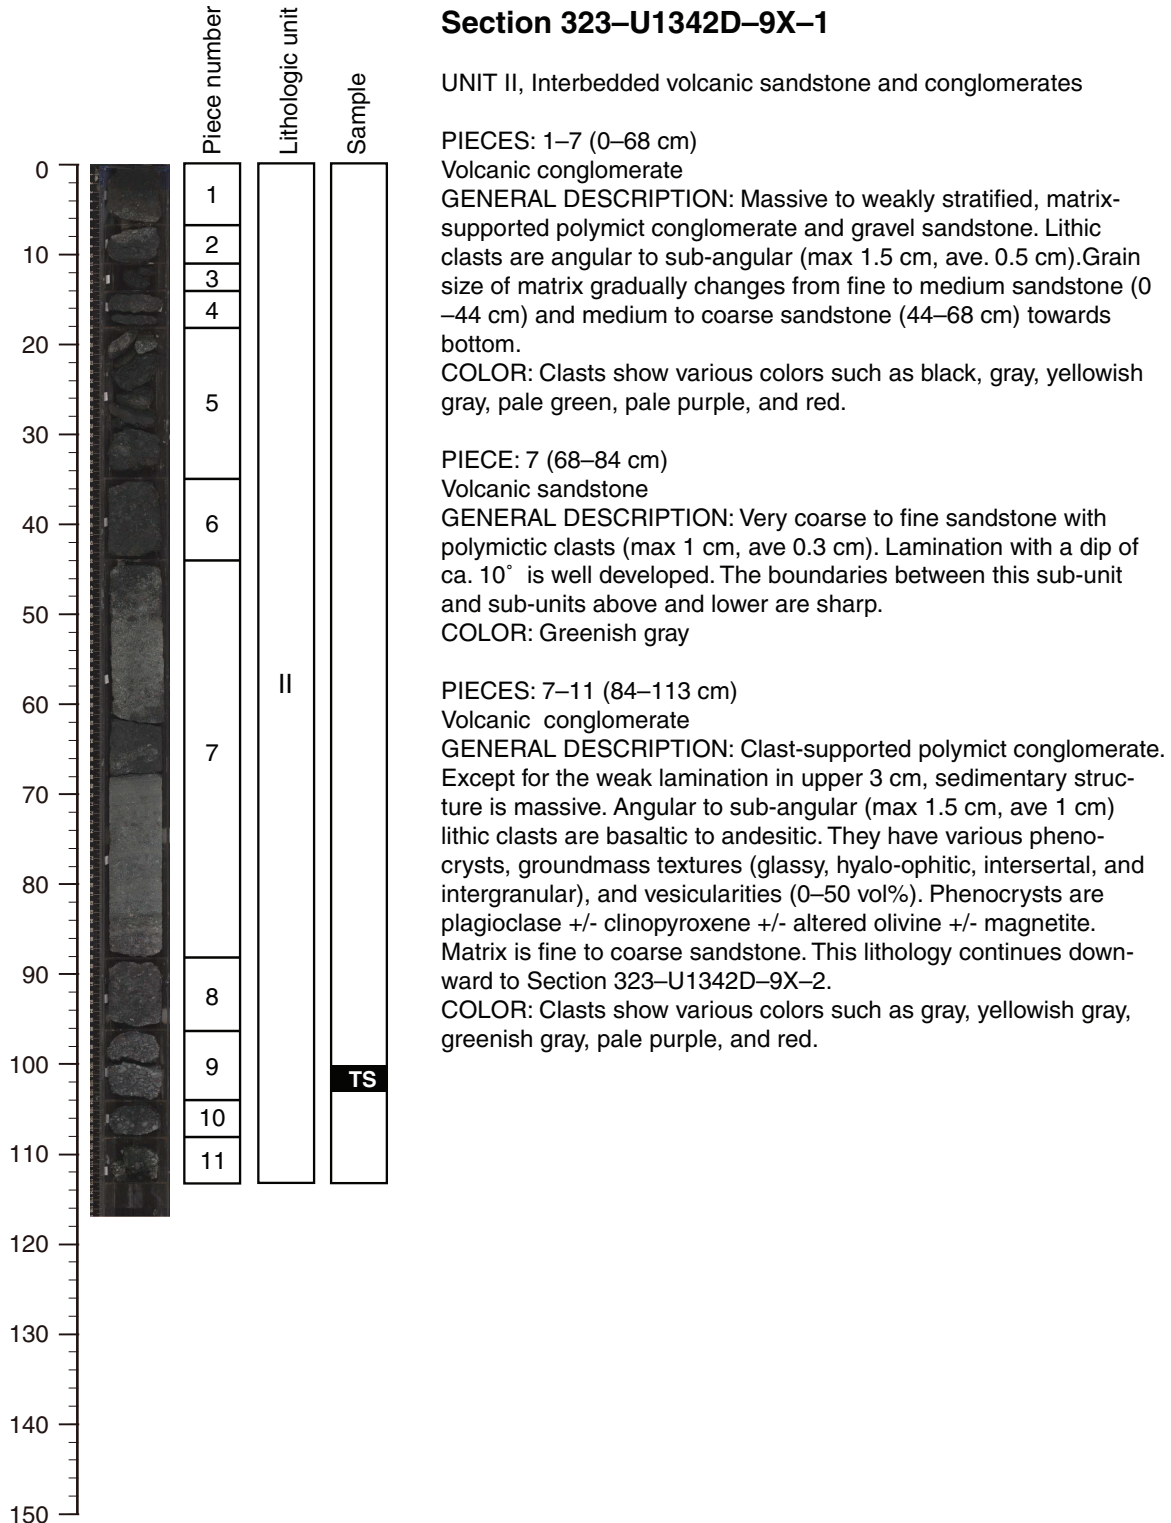 Piece number
Lithologic unit
Sample
0
10
20
30
40
50
60
70
80
90
100
110
120
130
140
150
1
2
3
4
5
6
7
8
9
10
11
II
TS
Section 323–U1342D–9X–1
UNIT II, Interbedded volcanic sandstone and conglomerates
PIECES: 1–7 (0–68 cm)
Volcanic conglomerate
GENERAL DESCRIPTION: Massive to weakly stratified, matrix-
supported polymict conglomerate and gravel sandstone. Lithic
clasts are angular to sub-angular (max 1.5 cm, ave. 0.5 cm).Grain
size of matrix gradually changes from fine to medium sandstone (0
–44 cm) and medium to coarse sandstone (44–68 cm) towards
bottom.
COLOR: Clasts show various colors such as black, gray, yellowish
gray, pale green, pale purple, and red.
PIECE: 7 (68–84 cm)
Volcanic sandstone
GENERAL DESCRIPTION: Very coarse to fine sandstone with
polymictic clasts (max 1 cm, ave 0.3 cm). Lamination with a dip of
ca. 10° is well developed. The boundaries between this sub-unit
and sub-units above and lower are sharp.
COLOR: Greenish gray
PIECES: 7–11 (84–113 cm)
Volcanic conglomerate
GENERAL DESCRIPTION: Clast-supported polymict conglomerate.
Except for the weak lamination in upper 3 cm, sedimentary struc-
ture is massive. Angular to sub-angular (max 1.5 cm, ave 1 cm)
lithic clasts are basaltic to andesitic. They have various pheno-
crysts, groundmass textures (glassy, hyalo-ophitic, intersertal, and
intergranular), and vesicularities (0–50 vol%). Phenocrysts are
plagioclase +/- clinopyroxene +/- altered olivine +/- magnetite.
Matrix is fine to coarse sandstone. This lithology continues down-
ward to Section 323–U1342D–9X–2.
COLOR: Clasts show various colors such as gray, yellowish gray,
greenish gray, pale purple, and red.